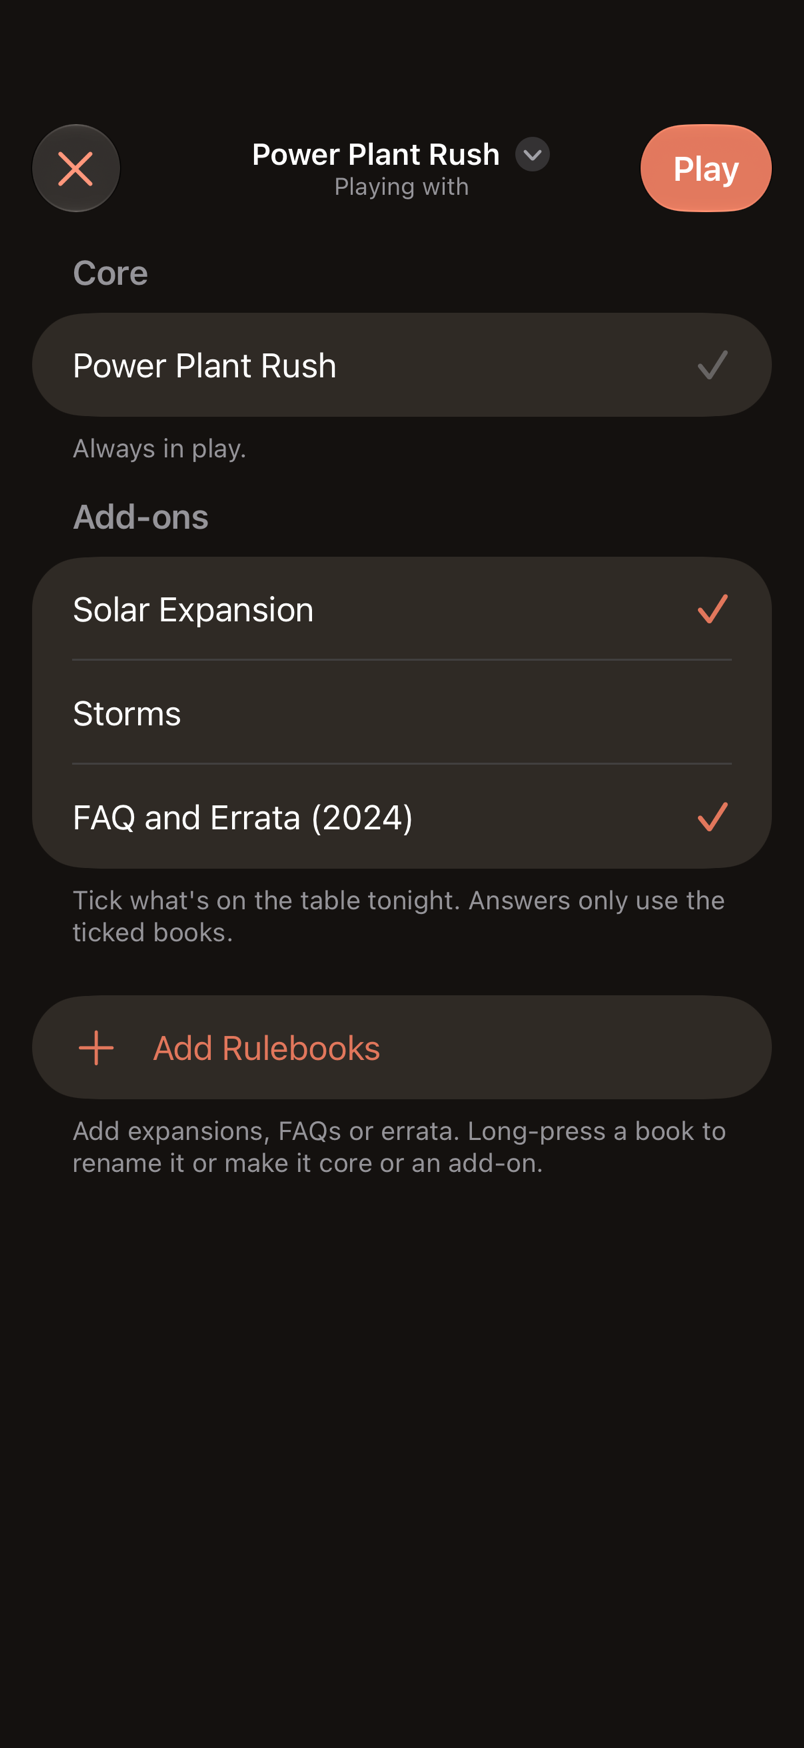 Power Plant Rush
Playing with
Play
Core
Power Plant Rush
Always in play.
Add-ons
Solar Expansion
Storms
FAQ and Errata (2024)
Tick what's on the table tonight. Answers only use the
ticked books.
Add Rulebooks
Add expansions, FAQs or errata. Long-press a book to
rename it or make it core or an add-on.